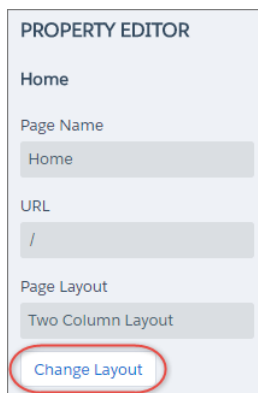 PROPERTY EDITOR
Home
Page Name
Home
URL
/
Page Layout
Two Column Layout
Change Layout